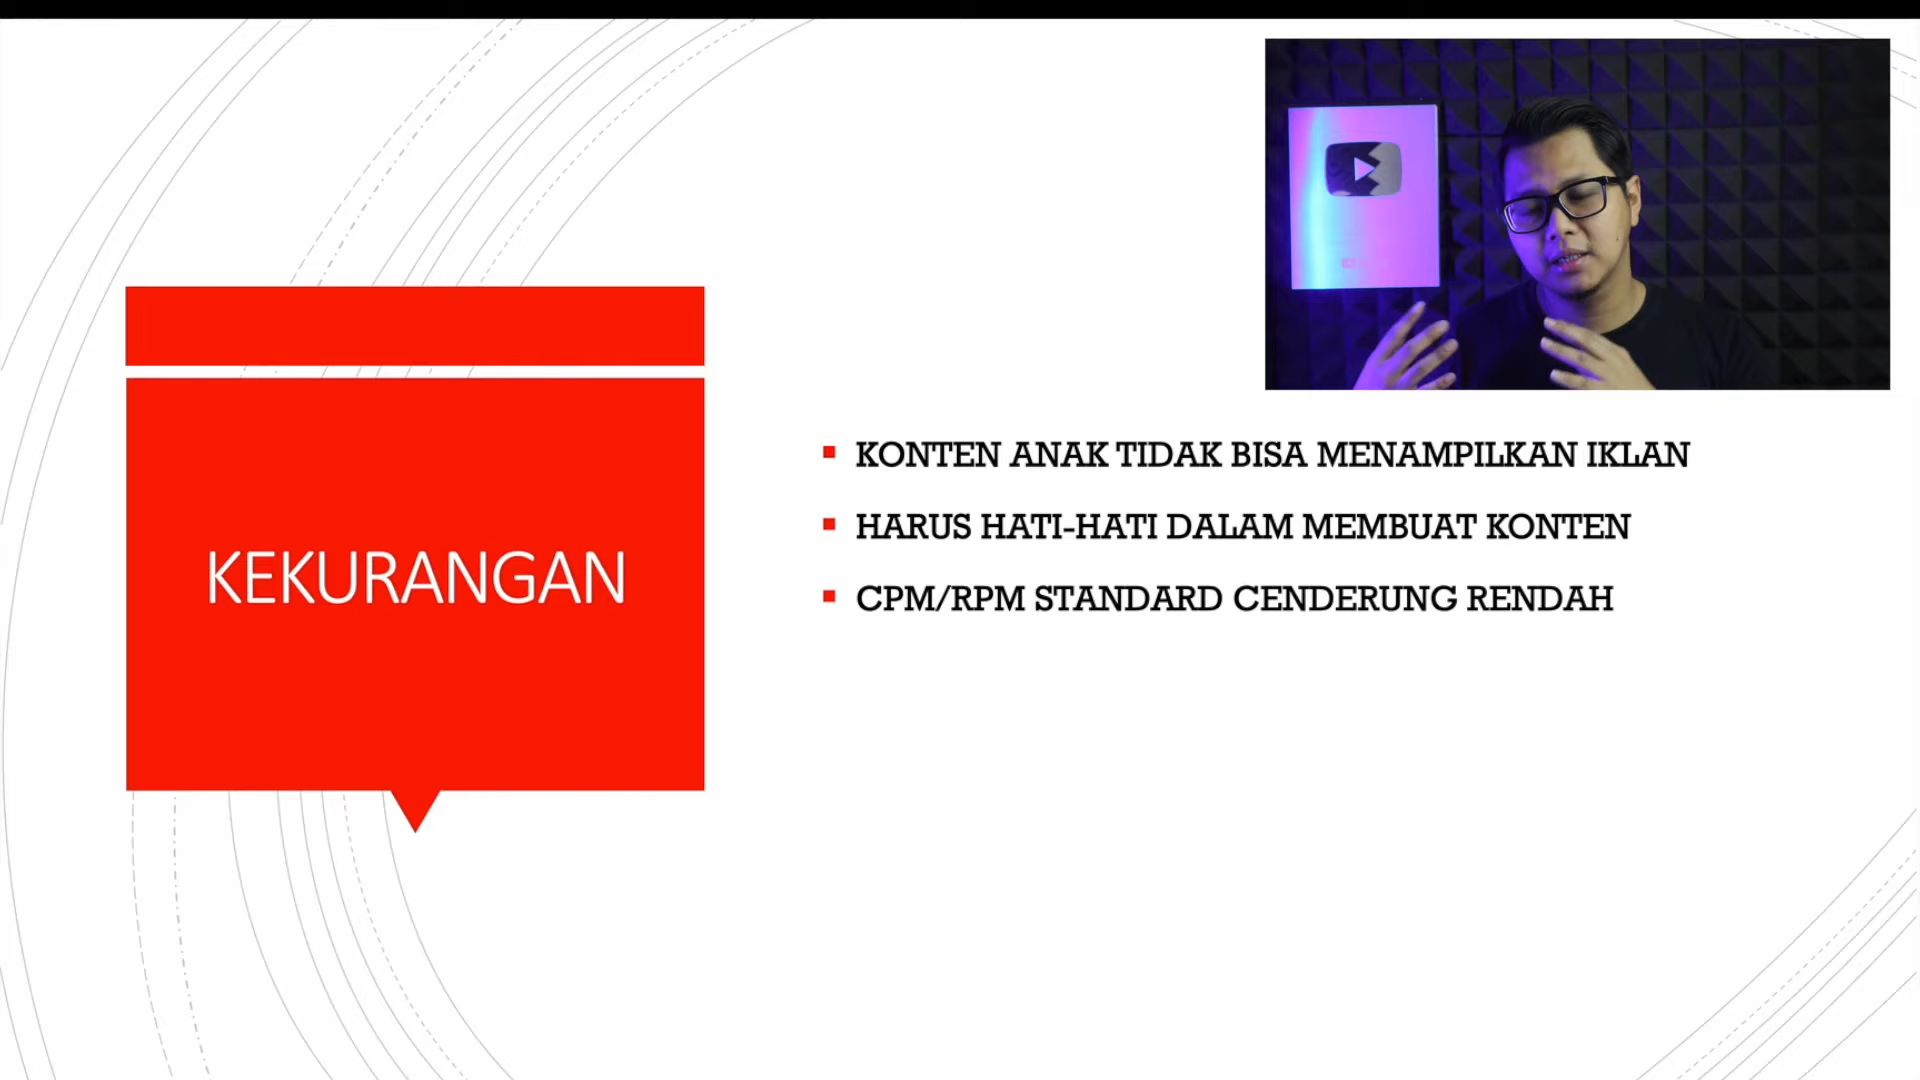 KEKURANGAN
KONTEN ANAK TIDAK BISA MENAMPILKAN IKLAN
HARUS HATI-HATI DALAM MEMBUAT KONTEN
CPM/RPM STANDARD CENDERUNG RENDAH